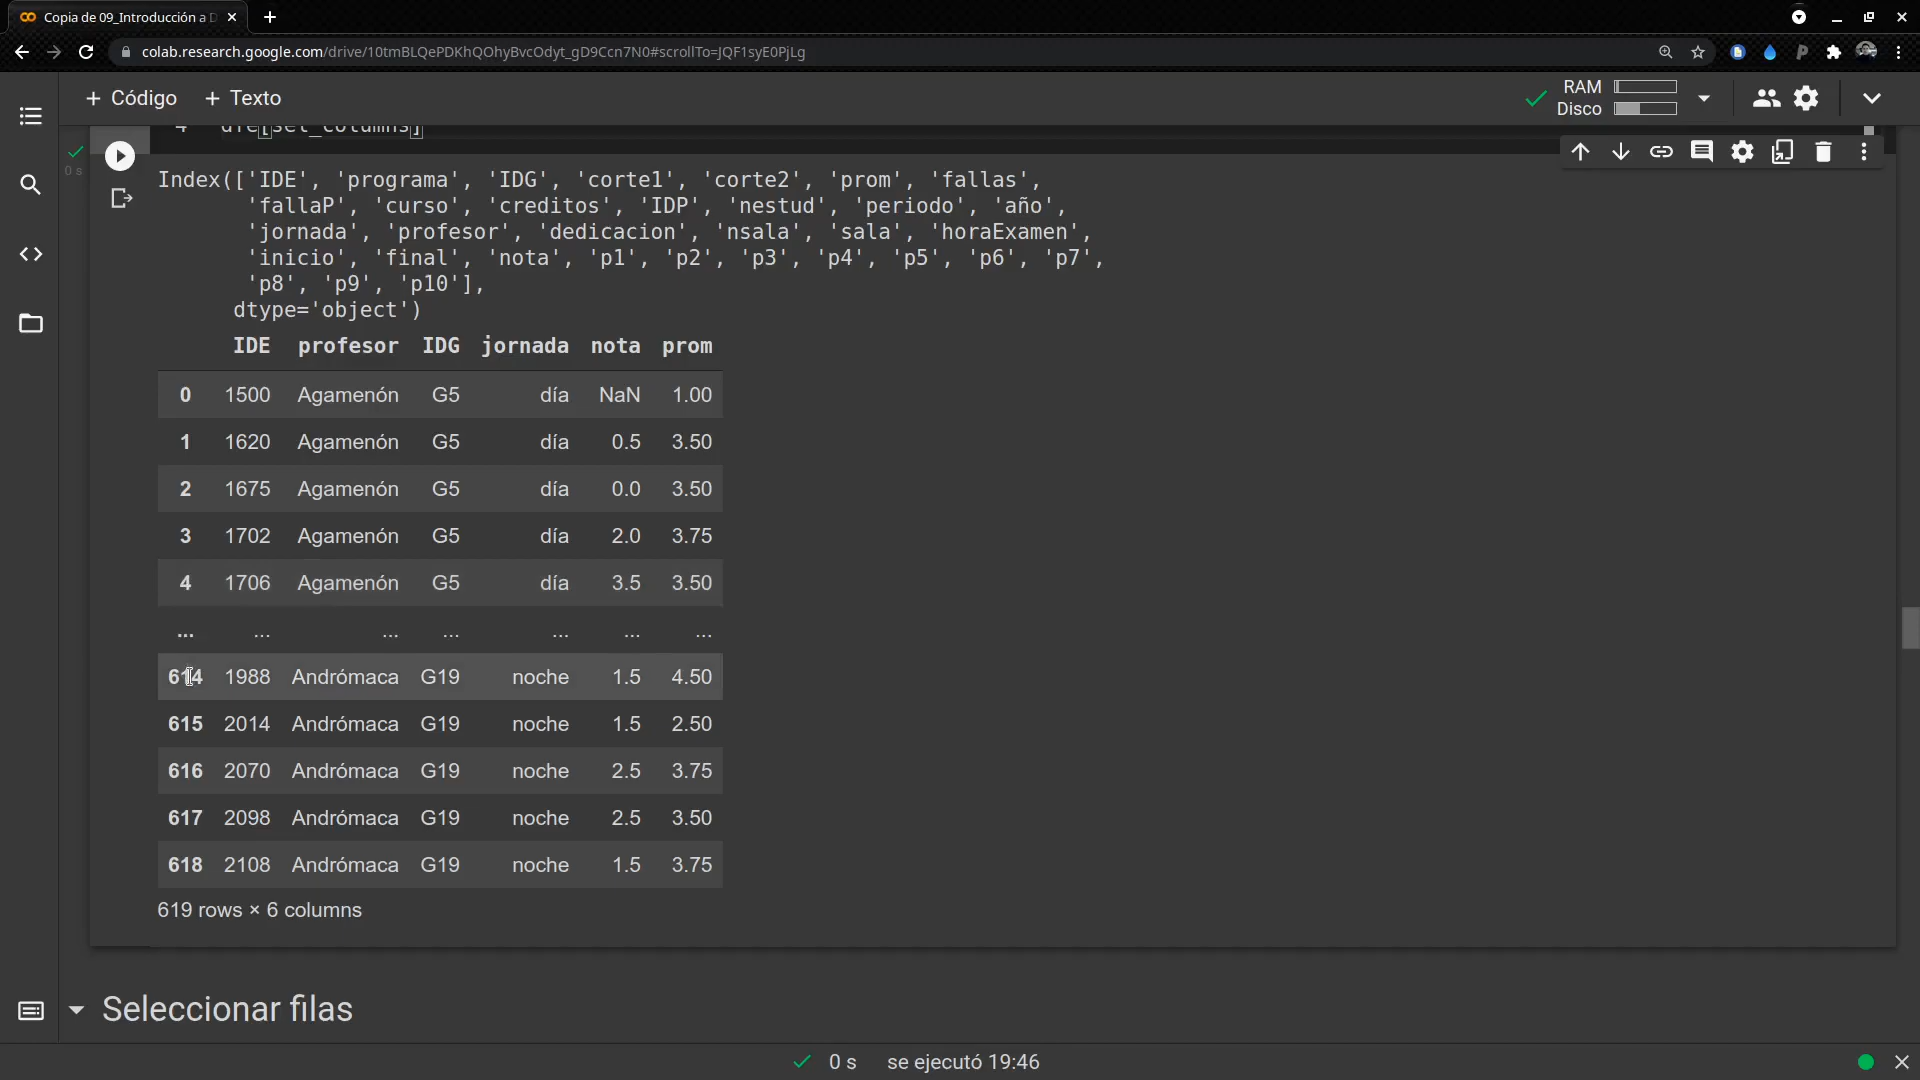 Copia de 09_Introducción a D
colab.research.google.com/drive/10tmBLQePDKhQOhyBvcOdyt_gD9Ccn7N0#scrollTo=JQF1syE0PjLg
+ Código + Texto
RAM
Disco
4 dfe[sel_columns]
0 s
Index(['IDE', 'programa', 'IDG', 'corte1', 'corte2', 'prom', 'fallas',
'fallaP', 'curso', 'creditos', 'IDP', 'nestud', 'periodo', 'año',
'jornada', 'profesor', 'dedicacion', 'nsala', 'sala', 'horaExamen',
'inicio', 'final', 'nota', 'p1', 'p2', 'p3', 'p4', 'p5', 'p6', 'p7',
'p8', 'p9', 'p10'],
dtype='object')
IDE profesor IDG jornada nota prom
0 1500 Agamenón G5 día NaN 1.00
1 1620 Agamenón G5 día 0.5 3.50
2 1675 Agamenón G5 día 0.0 3.50
3 1702 Agamenón G5 día 2.0 3.75
4 1706 Agamenón G5 día 3.5 3.50
... ... ... ... ... ... ...
614 1988 Andrómaca G19 noche 1.5 4.50
615 2014 Andrómaca G19 noche 1.5 2.50
616 2070 Andrómaca G19 noche 2.5 3.75
617 2098 Andrómaca G19 noche 2.5 3.50
618 2108 Andrómaca G19 noche 1.5 3.75
619 rows × 6 columns
Seleccionar filas
0 s se ejecutó 19:46